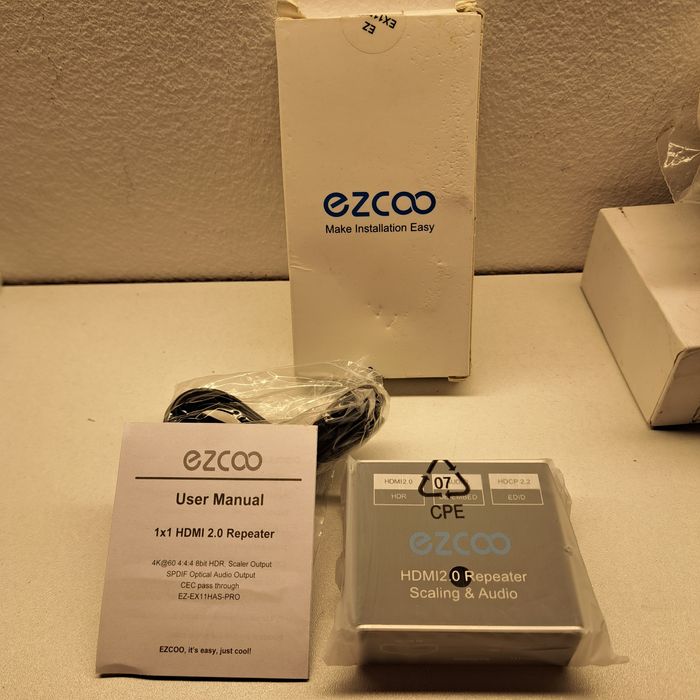 EZ
ezcoo
Make Installation Easy
ezcoo
User Manual
1x1 HDMI 2.0 Repeater
4K@60 4:4:4 8bit HDR, Scaler Output
SPDIF Optical Audio Output
CEC pass through
EZ-EX11HAS-PRO
EZCOO, it's easy, just cool!
HDMI2.0
07
HDCP 2.2
HDR
EDID
CPE
ezcoo
HDMI2.0 Repeater
Scaling & Audio